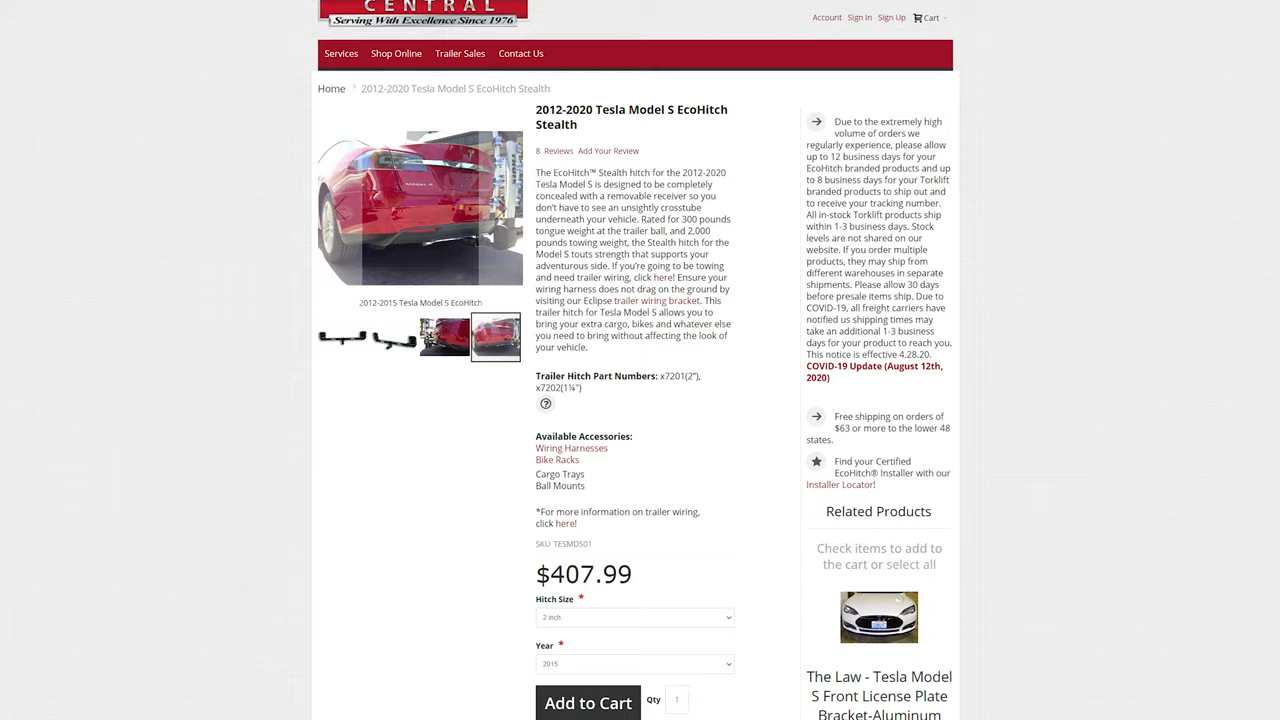 CENTRAL
Serving With Excellence Since 1976
Account Sign In Sign Up Cart
Services Shop Online Trailer Sales Contact Us
Home 2012-2020 Tesla Model S EcoHitch Stealth
2012-2020 Tesla Model S EcoHitch
Stealth
8 Reviews Add Your Review
The EcoHitch™ Stealth hitch for the 2012-2020
Tesla Model S is designed to be completely
concealed with a removable receiver so you
don't have to see an unsightly crosstube
underneath your vehicle. Rated for 300 pounds
tongue weight at the trailer ball, and 2,000
pounds towing weight, the Stealth hitch for the
Model S touts strength that supports your
adventurous side. If you're going to be towing
and need trailer wiring, click here! Ensure your
wiring harness does not drag on the ground by
visiting our Eclipse trailer wiring bracket. This
trailer hitch for Tesla Model S allows you to
bring your extra cargo, bikes and whatever else
you need to bring without affecting the look of
your vehicle.
MODEL S
2012-2015 Tesla Model S EcoHitch
Trailer Hitch Part Numbers: x7201(2"),
x7202(1¼")
Available Accessories:
Wiring Harnesses
Bike Racks
Cargo Trays
Ball Mounts
*For more information on trailer wiring,
click here!
SKU TESMDS01
$407.99
Hitch Size *
2 inch
Year *
2015
Add to Cart Qty 1
Due to the extremely high
volume of orders we
regularly experience, please allow
up to 12 business days for your
EcoHitch branded products and up
to 8 business days for your Torklift
branded products to ship out and
to receive your tracking number.
All in-stock Torklift products ship
within 1-3 business days. Stock
levels are not shared on our
website. If you order multiple
products, they may ship from
different warehouses in separate
shipments. Please allow 30 days
before presale items ship. Due to
COVID-19, all freight carriers have
notified us shipping times may
take an additional 1-3 business
days for your product to reach you.
This notice is effective 4.28.20.
COVID-19 Update (August 12th,
2020)
Free shipping on orders of
$63 or more to the lower 48
states.
Find your Certified
EcoHitch® Installer with our
Installer Locator!
Related Products
Check items to add to
the cart or select all
The Law - Tesla Model
S Front License Plate
Bracket-Aluminum